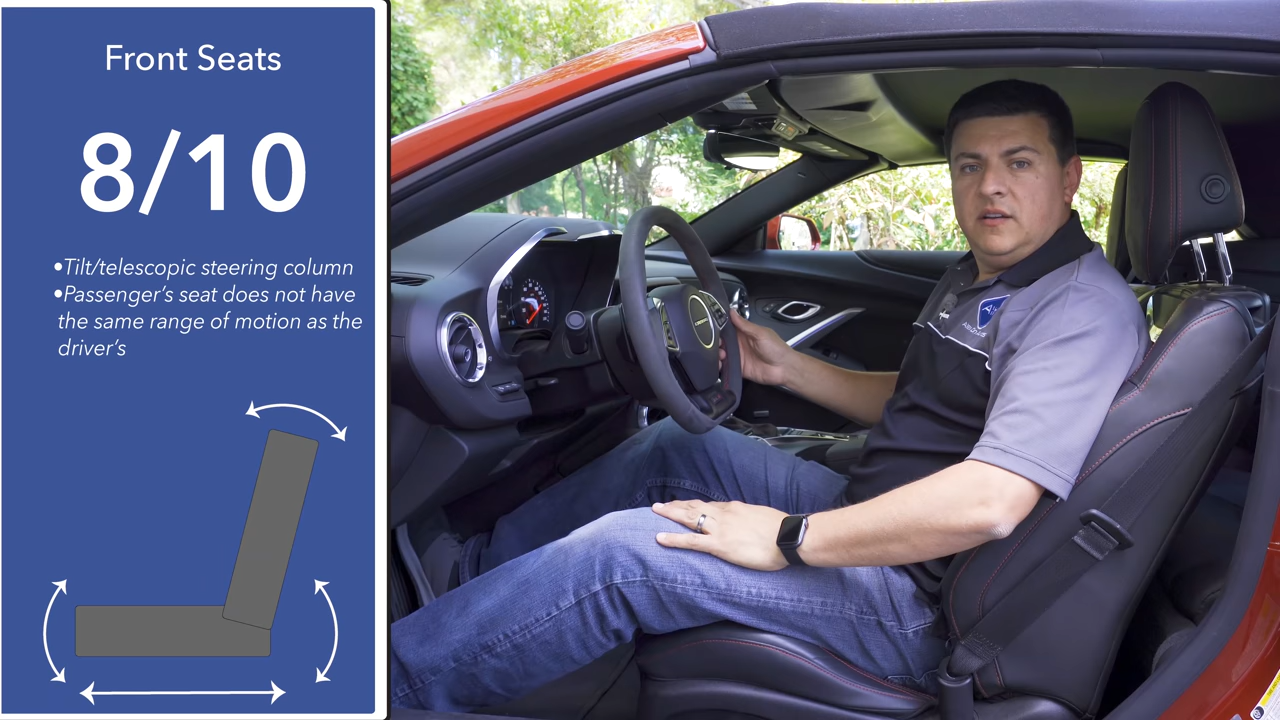 Front Seats
8/10
•Tilt/telescopic steering column
•Passenger's seat does not have
the same range of motion as the
driver's